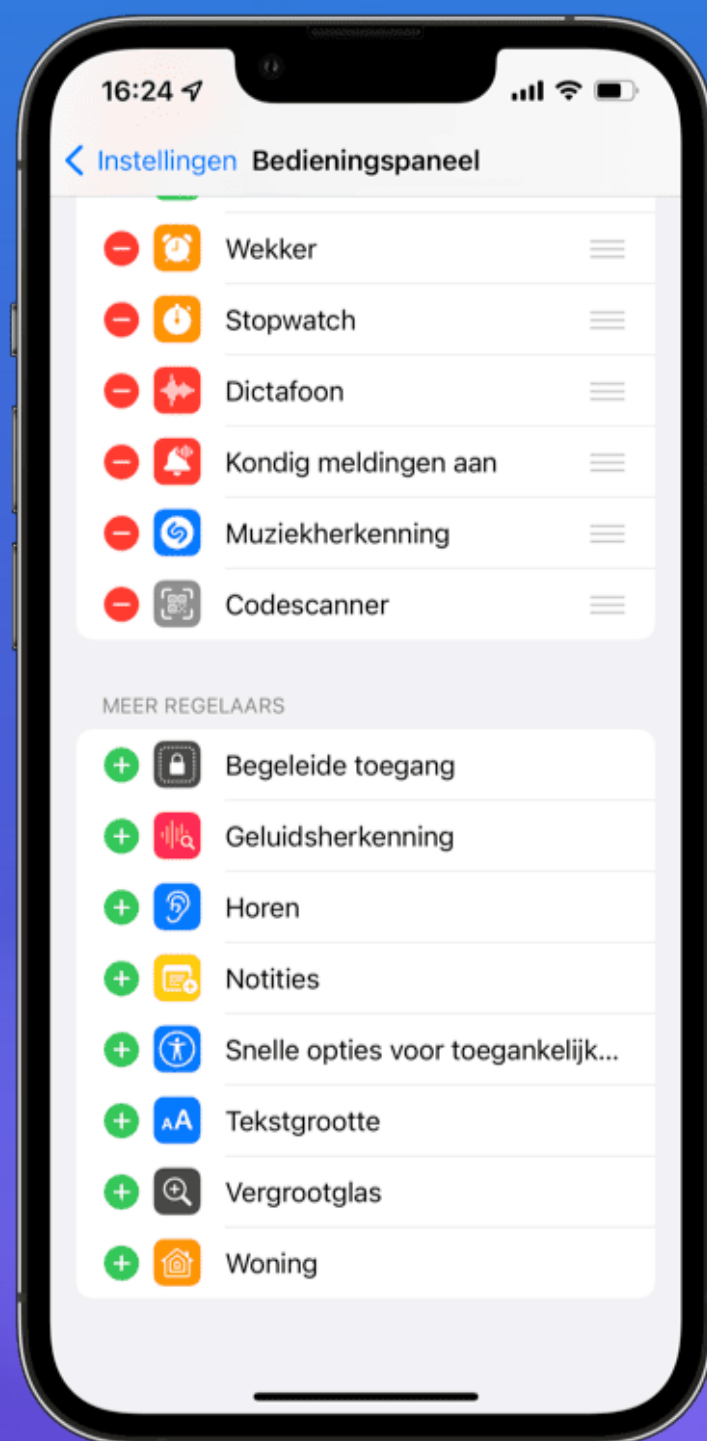 16:24
Instellingen Bedieningspaneel
Wekker
Stopwatch
Dictafoon
Kondig meldingen aan
Muziekherkenning
Codescanner
MEER REGELAARS
Begeleide toegang
Geluidsherkenning
Horen
Notities
Snelle opties voor toegankelijk...
AA Tekstgrootte
Vergrootglas
Woning